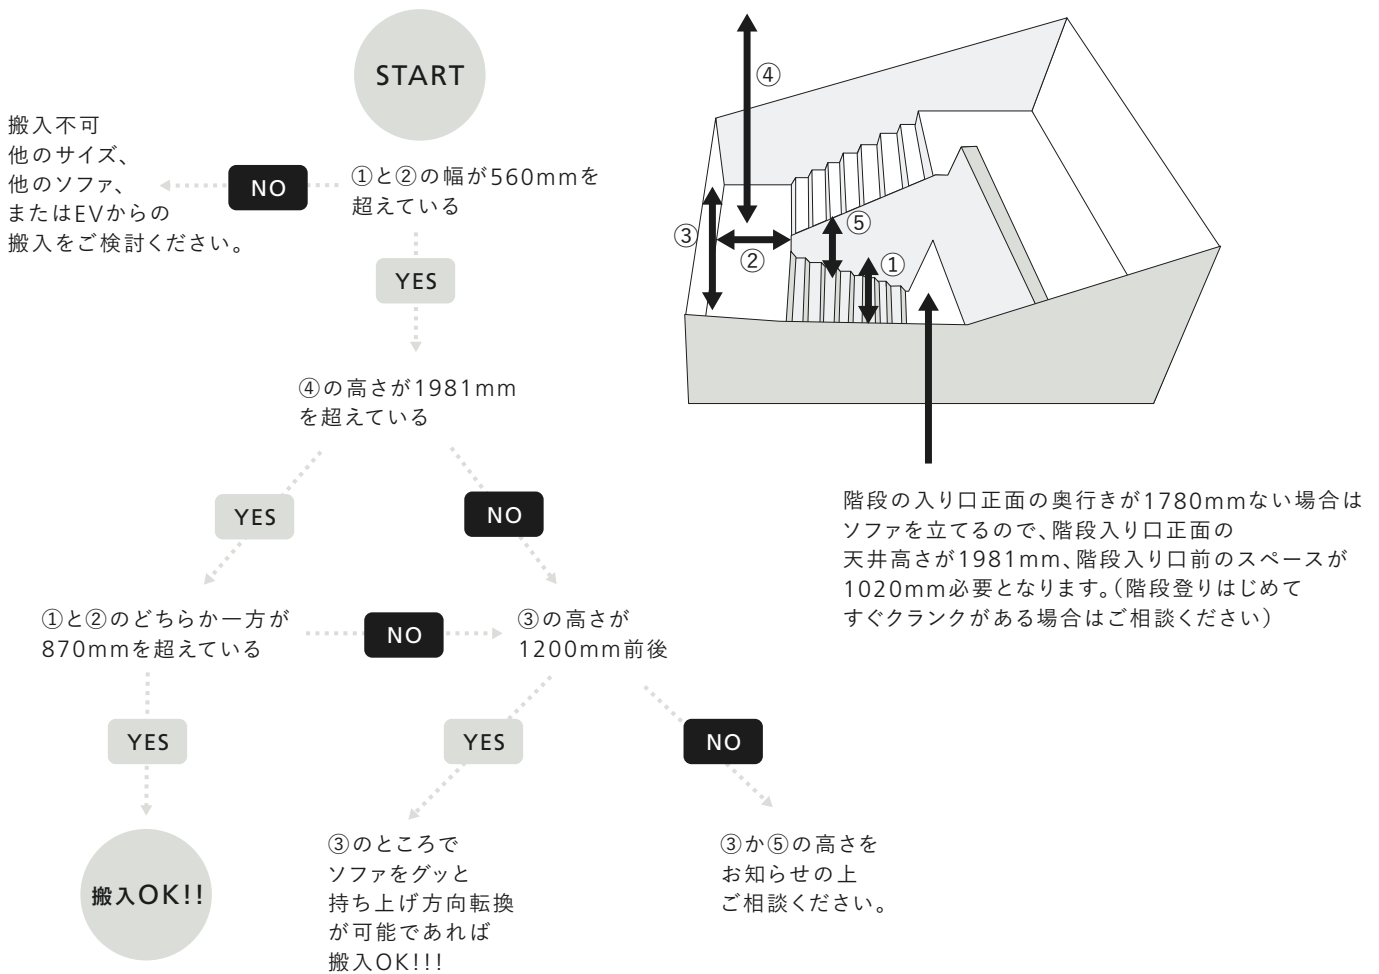 START
①と②の幅が560mmを
超えている
NO
搬入不可
他のサイズ、
他のソファ、
またはEVからの
搬入をご検討ください。
YES
④の高さが1981mm
を超えている
YES
NO
①と②のどちらか一方が
870mmを超えている
NO
③の高さが
1200mm前後
YES
YES
NO
搬入OK!!
③のところで
ソファをグッと
持ち上げ方向転換
が可能であれば
搬入OK!!!
③か⑤の高さを
お知らせの上
ご相談ください。
④
③
②
⑤
①
階段の入り口正面の奥行きが1780mmない場合は
ソファを立てるので、階段入り口正面の
天井高さが1981mm、階段入り口前のスペースが
1020mm必要となります。（階段登りはじめて
すぐクランクがある場合はご相談ください）